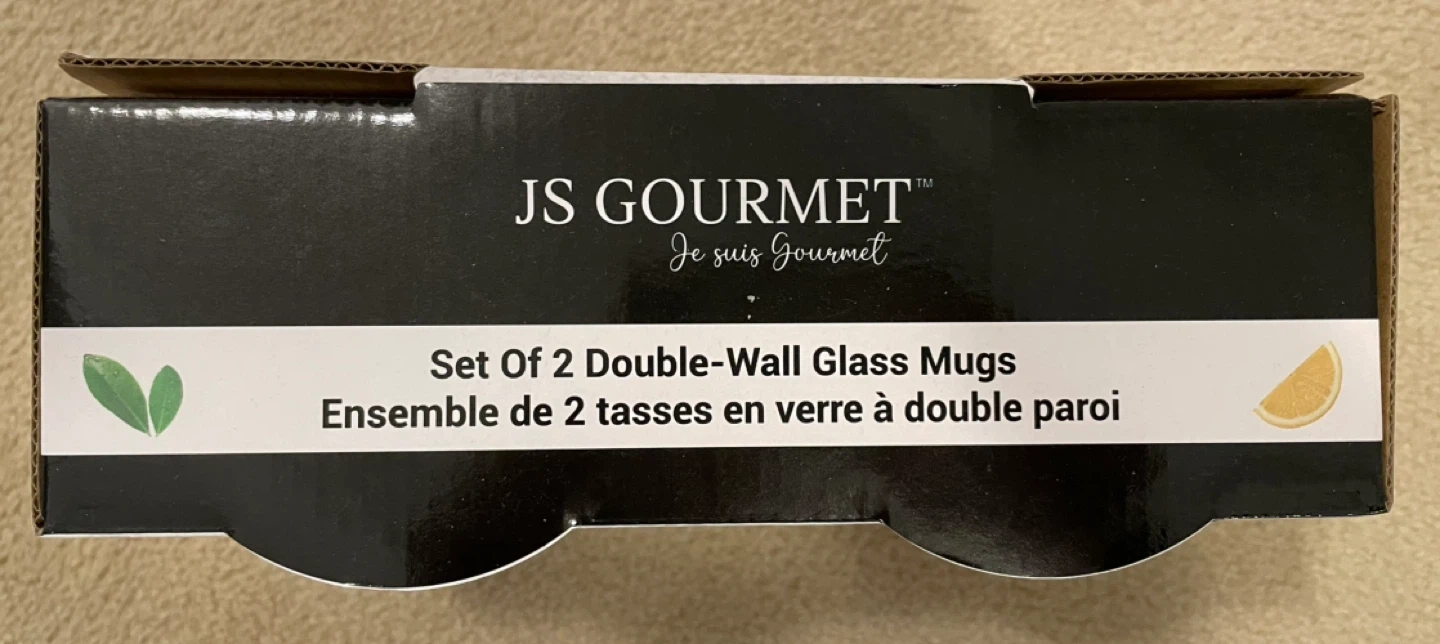 JS GOURMET™
Je suis Gourmet
Set Of 2 Double-Wall Glass Mugs
Ensemble de 2 tasses en verre à double paroi